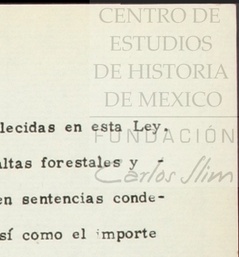 CENTRO DE
ESTUDIOS
DE HISTORIA
DE MEXICO
lecidas en esta Ley.
FUNDACIÓN
altas forestales y -
Carlos Slim
en sentencias conde-
sí como el importe